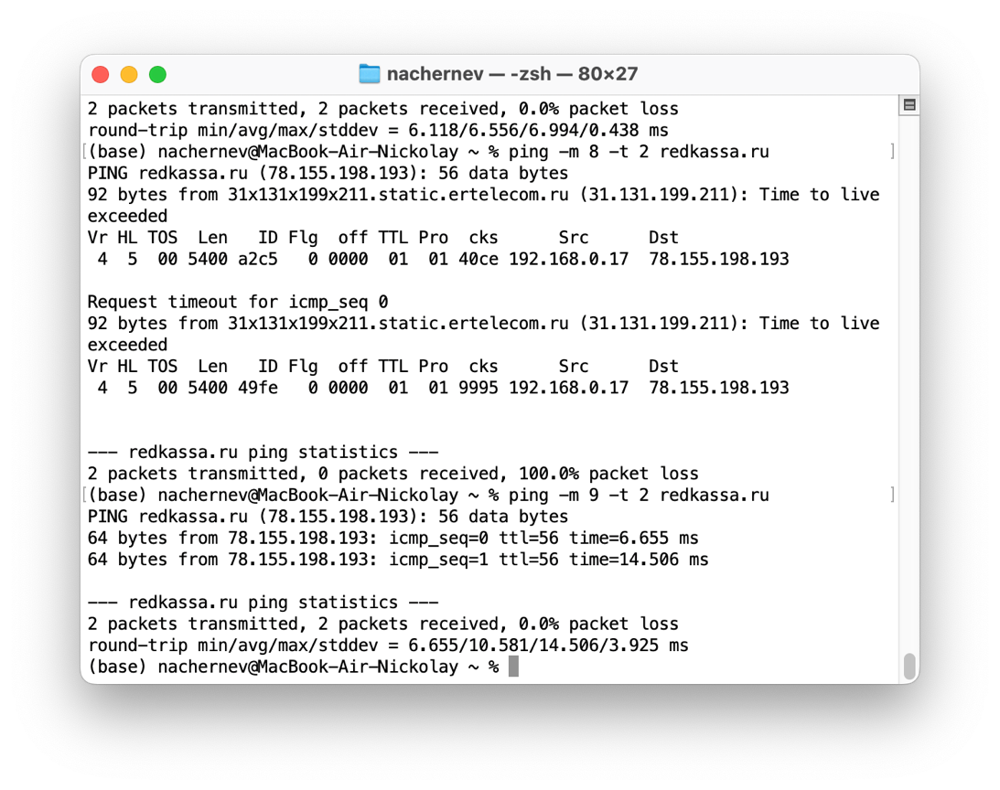 nachernev — -zsh — 80×27
2 packets transmitted, 2 packets received, 0.0% packet loss
round-trip min/avg/max/stddev = 6.118/6.556/6.994/0.438 ms
[(base) nachernev@MacBook-Air-Nickolay ~ % ping -m 8 -t 2 redkassa.ru ]
PING redkassa.ru (78.155.198.193): 56 data bytes
92 bytes from 31x131x199x211.static.ertelecom.ru (31.131.199.211): Time to live
exceeded
Vr HL TOS  Len   ID Flg  off TTL Pro  cks      Src      Dst
 4  5  00 5400 a2c5   0 0000  01  01 40ce 192.168.0.17  78.155.198.193
Request timeout for icmp_seq 0
92 bytes from 31x131x199x211.static.ertelecom.ru (31.131.199.211): Time to live
exceeded
Vr HL TOS  Len   ID Flg  off TTL Pro  cks      Src      Dst
 4  5  00 5400 49fe   0 0000  01  01 9995 192.168.0.17  78.155.198.193
--- redkassa.ru ping statistics ---
2 packets transmitted, 0 packets received, 100.0% packet loss
[(base) nachernev@MacBook-Air-Nickolay ~ % ping -m 9 -t 2 redkassa.ru ]
PING redkassa.ru (78.155.198.193): 56 data bytes
64 bytes from 78.155.198.193: icmp_seq=0 ttl=56 time=6.655 ms
64 bytes from 78.155.198.193: icmp_seq=1 ttl=56 time=14.506 ms
--- redkassa.ru ping statistics ---
2 packets transmitted, 2 packets received, 0.0% packet loss
round-trip min/avg/max/stddev = 6.655/10.581/14.506/3.925 ms
(base) nachernev@MacBook-Air-Nickolay ~ %